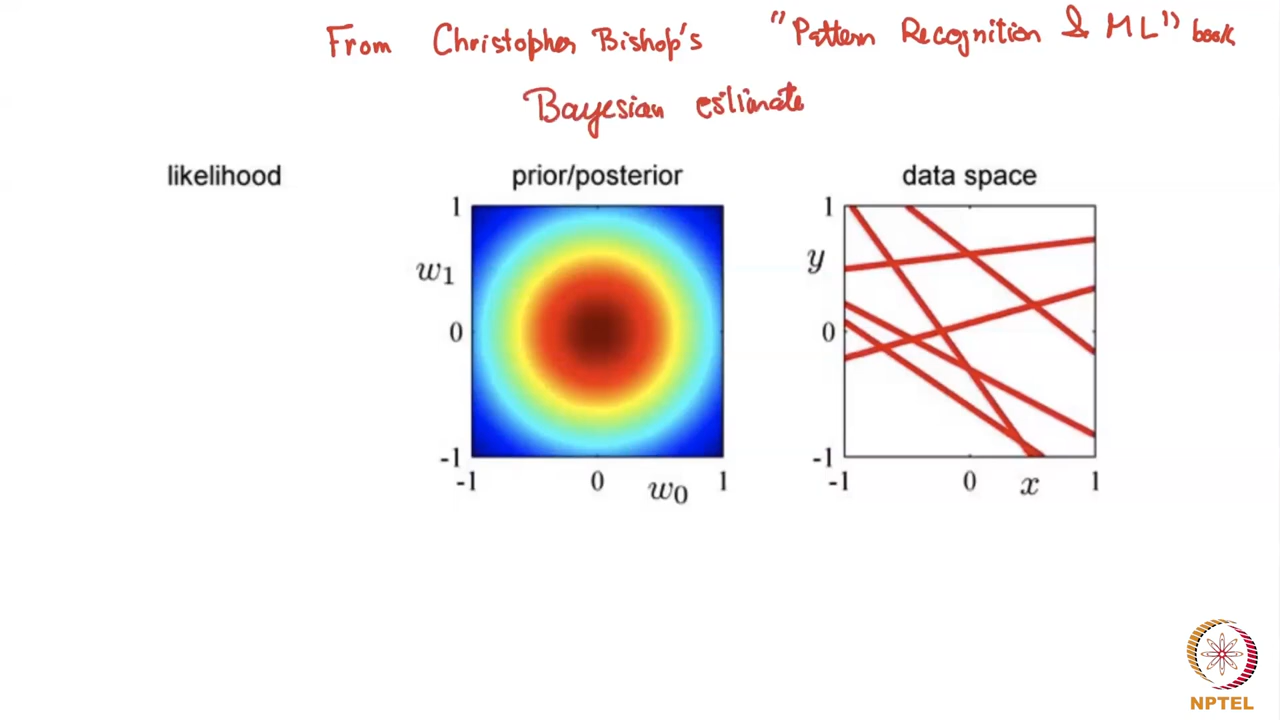 From Christopher Bishop's "Pattern Recognition & ML" book
Bayesian estimate
likelihood prior/posterior data space
1 1
w1 y
0 0
-1 -1
-1 0 w0 1 -1 0 x 1
NPTEL